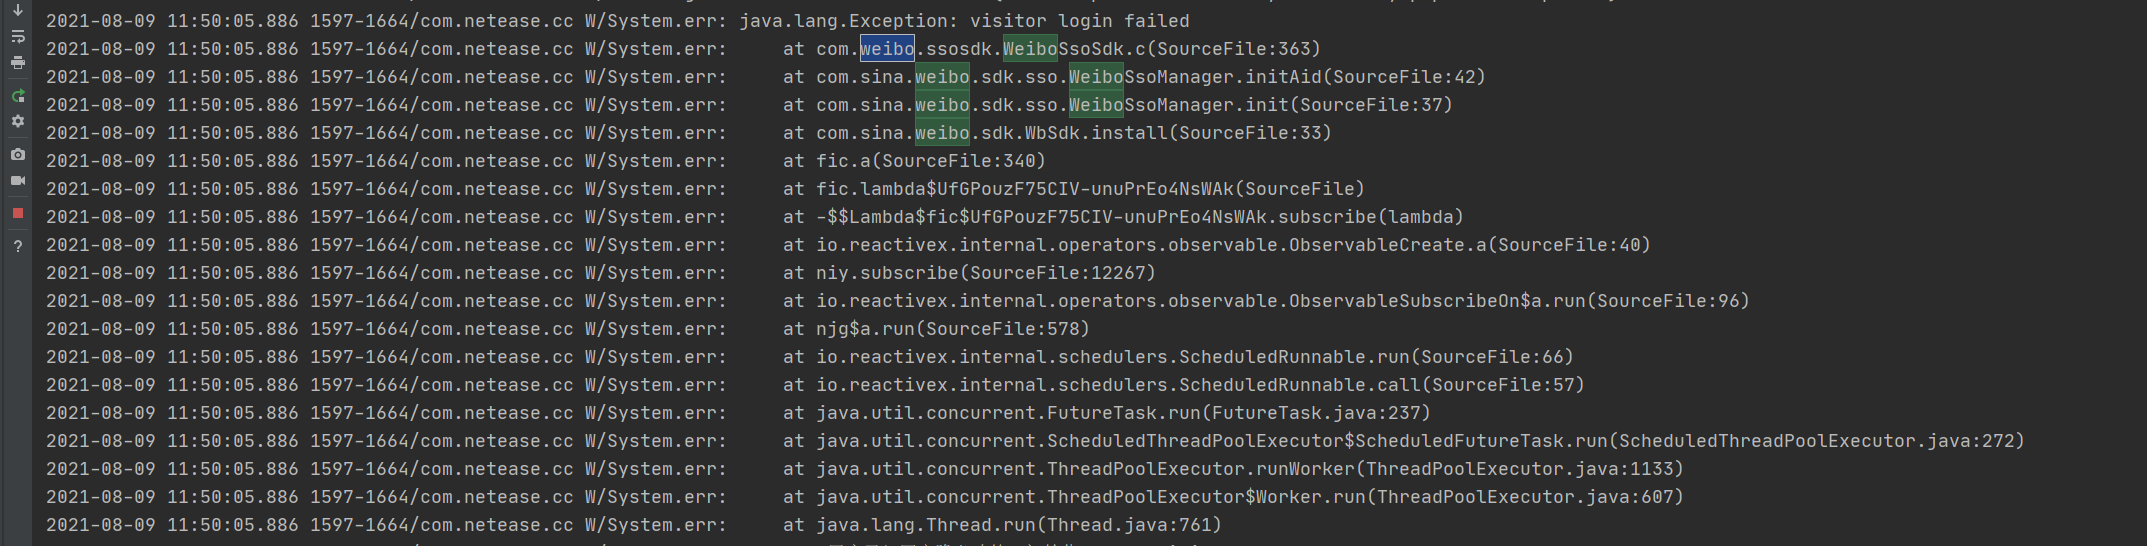 2021-08-09 11:50:05.886 1597-1664/com.netease.cc W/System.err: java.lang.Exception: visitor login failed
2021-08-09 11:50:05.886 1597-1664/com.netease.cc W/System.err:     at com.weibo.ssosdk.WeiboSsoSdk.c(SourceFile:363)
2021-08-09 11:50:05.886 1597-1664/com.netease.cc W/System.err:     at com.sina.weibo.sdk.sso.WeiboSsoManager.initAid(SourceFile:42)
2021-08-09 11:50:05.886 1597-1664/com.netease.cc W/System.err:     at com.sina.weibo.sdk.sso.WeiboSsoManager.init(SourceFile:37)
2021-08-09 11:50:05.886 1597-1664/com.netease.cc W/System.err:     at com.sina.weibo.sdk.WbSdk.install(SourceFile:33)
2021-08-09 11:50:05.886 1597-1664/com.netease.cc W/System.err:     at fic.a(SourceFile:340)
2021-08-09 11:50:05.886 1597-1664/com.netease.cc W/System.err:     at fic.lambda$UfGPouzF75CIV-unuPrEo4NsWAk(SourceFile)
2021-08-09 11:50:05.886 1597-1664/com.netease.cc W/System.err:     at -$$Lambda$fic$UfGPouzF75CIV-unuPrEo4NsWAk.subscribe(lambda)
2021-08-09 11:50:05.886 1597-1664/com.netease.cc W/System.err:     at io.reactivex.internal.operators.observable.ObservableCreate.a(SourceFile:40)
2021-08-09 11:50:05.886 1597-1664/com.netease.cc W/System.err:     at niy.subscribe(SourceFile:12267)
2021-08-09 11:50:05.886 1597-1664/com.netease.cc W/System.err:     at io.reactivex.internal.operators.observable.ObservableSubscribeOn$a.run(SourceFile:96)
2021-08-09 11:50:05.886 1597-1664/com.netease.cc W/System.err:     at njg$a.run(SourceFile:578)
2021-08-09 11:50:05.886 1597-1664/com.netease.cc W/System.err:     at io.reactivex.internal.schedulers.ScheduledRunnable.run(SourceFile:66)
2021-08-09 11:50:05.886 1597-1664/com.netease.cc W/System.err:     at io.reactivex.internal.schedulers.ScheduledRunnable.call(SourceFile:57)
2021-08-09 11:50:05.886 1597-1664/com.netease.cc W/System.err:     at java.util.concurrent.FutureTask.run(FutureTask.java:237)
2021-08-09 11:50:05.886 1597-1664/com.netease.cc W/System.err:     at java.util.concurrent.ScheduledThreadPoolExecutor$ScheduledFutureTask.run(ScheduledThreadPoolExecutor.java:272)
2021-08-09 11:50:05.886 1597-1664/com.netease.cc W/System.err:     at java.util.concurrent.ThreadPoolExecutor.runWorker(ThreadPoolExecutor.java:1133)
2021-08-09 11:50:05.886 1597-1664/com.netease.cc W/System.err:     at java.util.concurrent.ThreadPoolExecutor$Worker.run(ThreadPoolExecutor.java:607)
2021-08-09 11:50:05.886 1597-1664/com.netease.cc W/System.err:     at java.lang.Thread.run(Thread.java:761)